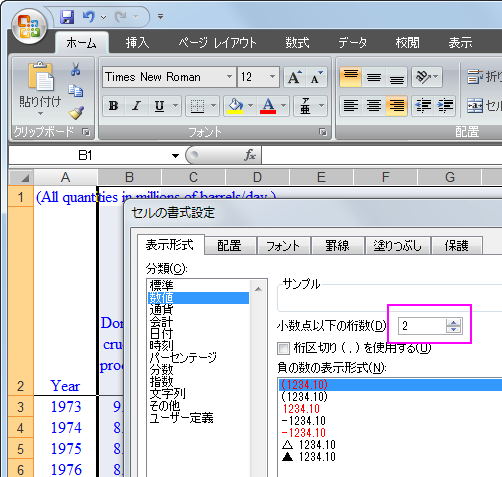 ホーム 挿入 ページ レイアウト 数式 データ 校閲 表示
貼り付け
Times New Roman 12
B I U A ア亜
折り
セル
クリップボード フォント 配置
B1 fx
A B C D E F G
1 (All quantities in millions of barrels/day.)
セルの書式設定
表示形式 配置 フォント 罫線 塗りつぶし 保護
分類(C):
標準
数値
通貨
会計
日付
時刻
パーセンテージ
分数
指数
文字列
その他
ユーザー定義
サンプル
小数点以下の桁数(D) 2
桁区切り ( , ) を使用する(U)
負の数の表示形式(N):
(1234.10)
(1234.10)
1234.10
-1234.10
-1234.10
△ 1234.10
▲ 1234.10
2 Year
3 1973 9.
4 1974 8.
5 1975 8.
6 1976 8.